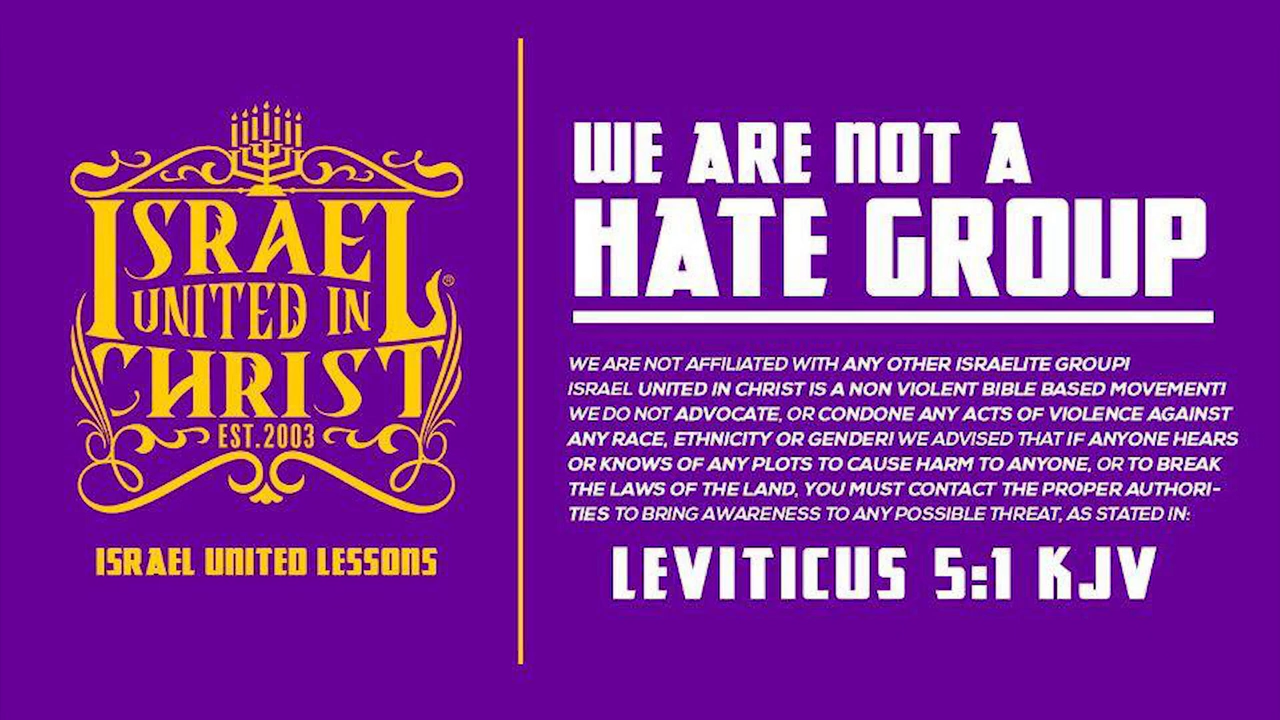 ISRAEL
UNITED IN
CHRIST
EST. 2003
ISRAEL UNITED LESSONS
WE ARE NOT A
HATE GROUP
WE ARE NOT AFFILIATED WITH ANY OTHER ISRAELITE GROUP!
ISRAEL UNITED IN CHRIST IS A NON VIOLENT BIBLE BASED MOVEMENT!
WE DO NOT ADVOCATE, OR CONDONE ANY ACTS OF VIOLENCE AGAINST
ANY RACE, ETHNICITY OR GENDER! WE ADVISED THAT IF ANYONE HEARS
OR KNOWS OF ANY PLOTS TO CAUSE HARM TO ANYONE, OR TO BREAK
THE LAWS OF THE LAND, YOU MUST CONTACT THE PROPER AUTHORI-
TIES TO BRING AWARENESS TO ANY POSSIBLE THREAT, AS STATED IN:
LEVITICUS 5:1 KJV